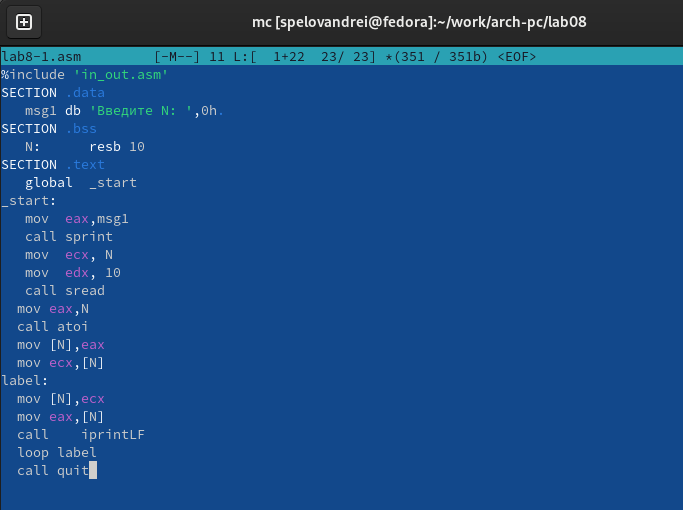 mc [spelovandrei@fedora]:~/work/arch-pc/lab08
lab8-1.asm         [-M--] 11 L:[  1+22  23/ 23] *(351 / 351b) <EOF>
%include 'in_out.asm'
SECTION .data
   msg1 db 'Введите N: ',0h.
SECTION .bss
   N:      resb 10
SECTION .text
   global  _start
_start:
   mov  eax,msg1
   call sprint
   mov  ecx, N
   mov  edx, 10
   call sread
  mov eax,N
  call atoi
  mov [N],eax
  mov ecx,[N]
label:
  mov [N],ecx
  mov eax,[N]
  call    iprintLF
  loop label
  call quit